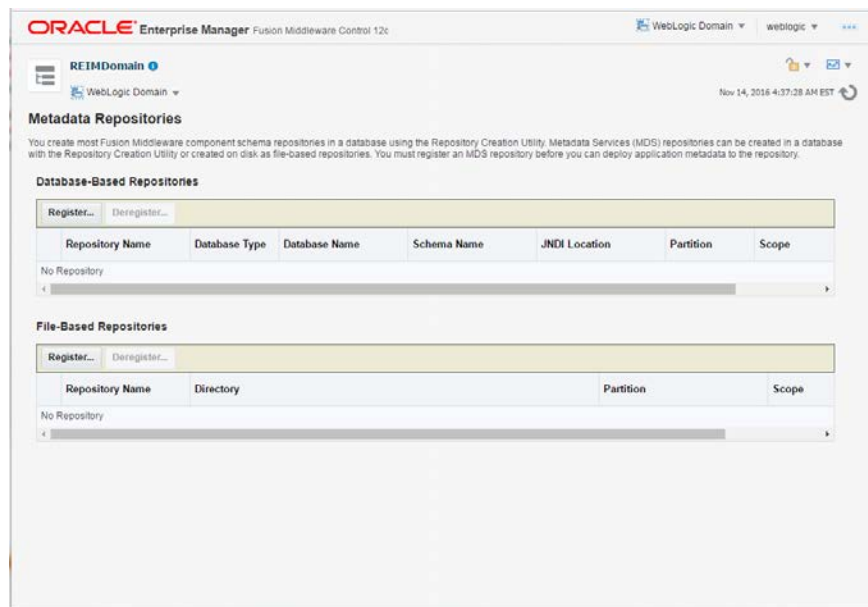 ORACLE Enterprise Manager Fusion Middleware Control 12c
WebLogic Domain
weblogic
REIMDomain
WebLogic Domain
Nov 14, 2016 4:37:28 AM EST
Metadata Repositories
You create most Fusion Middleware component schema repositories in a database using the Repository Creation Utility. Metadata Services (MDS) repositories can be created in a database
with the Repository Creation Utility or created on disk as file-based repositories. You must register an MDS repository before you can deploy application metadata to the repository.
Database-Based Repositories
Register... Deregister...
Repository Name Database Type Database Name Schema Name JNDI Location Partition Scope
No Repository
File-Based Repositories
Register... Deregister...
Repository Name Directory Partition Scope
No Repository